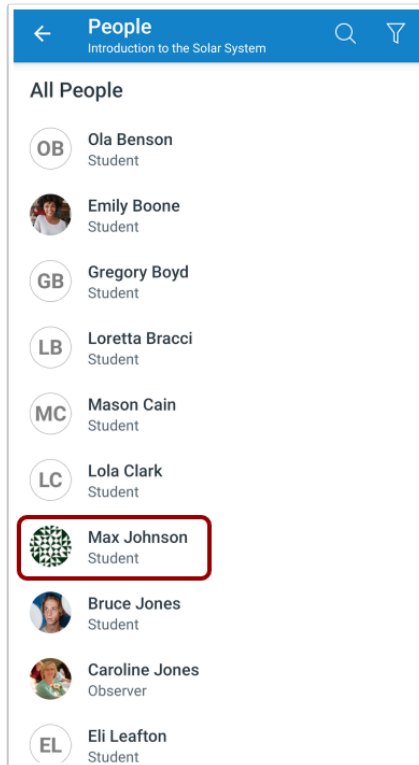 People
Introduction to the Solar System
All People
OB
Ola Benson
Student
Emily Boone
Student
GB
Gregory Boyd
Student
LB
Loretta Bracci
Student
MC
Mason Cain
Student
LC
Lola Clark
Student
Max Johnson
Student
Bruce Jones
Student
Caroline Jones
Observer
EL
Eli Leafton
Student